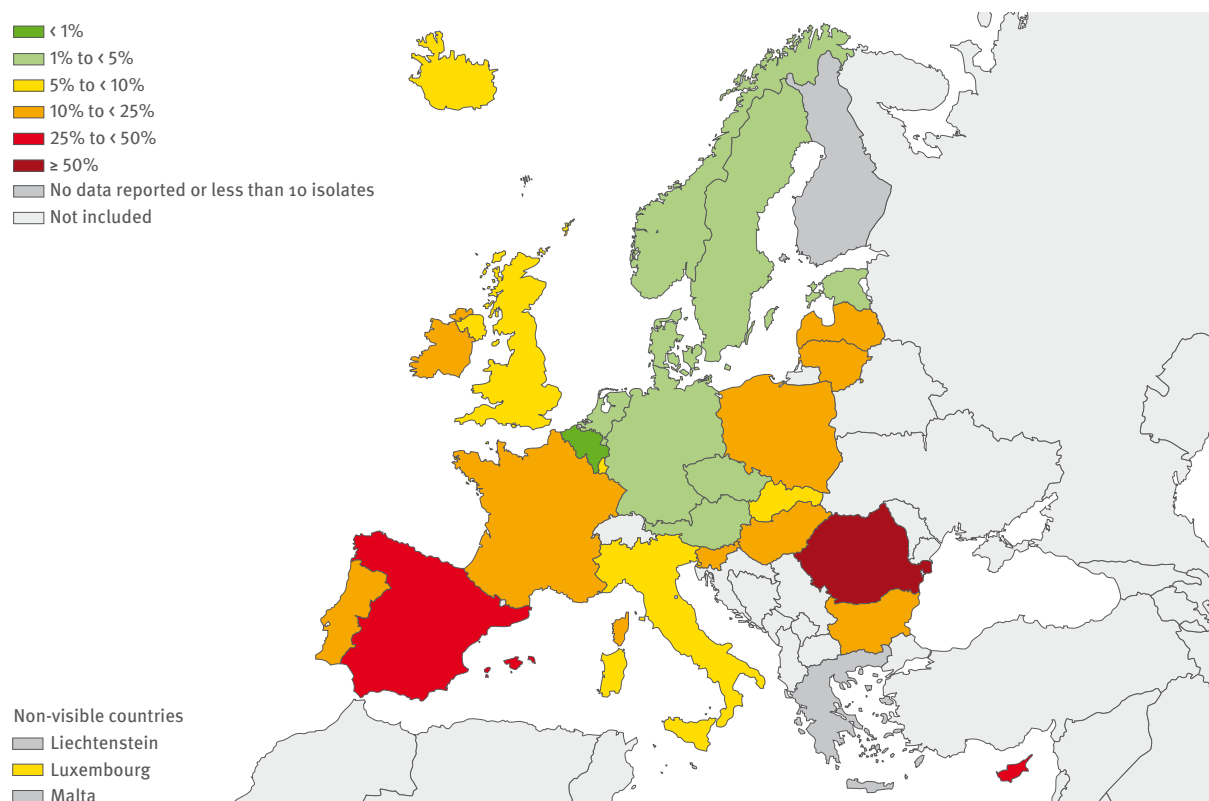 < 1%
1% to < 5%
5% to < 10%
10% to < 25%
25% to < 50%
≥ 50%
No data reported or less than 10 isolates
Not included
Non-visible countries
Liechtenstein
Luxembourg
Malta